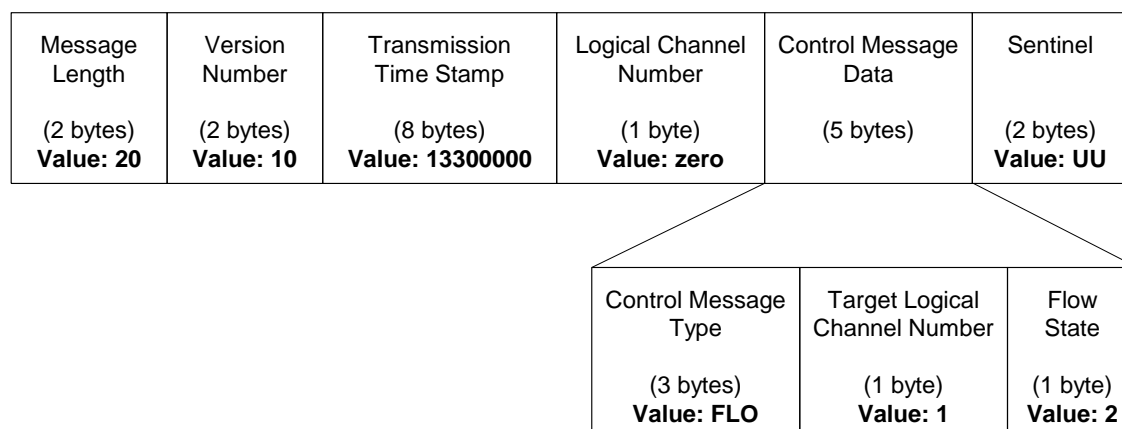 Message
Length
(2 bytes)
Value: 20
Version
Number
(2 bytes)
Value: 10
Transmission
Time Stamp
(8 bytes)
Value: 13300000
Logical Channel
Number
(1 byte)
Value: zero
Control Message
Data
(5 bytes)
Sentinel
(2 bytes)
Value: UU
Control Message
Type
(3 bytes)
Value: FLO
Target Logical
Channel Number
(1 byte)
Value: 1
Flow
State
(1 byte)
Value: 2